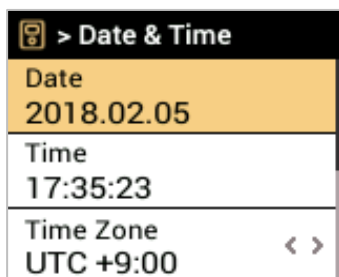 > Date & Time
Date
2018.02.05
Time
17:35:23
Time Zone
UTC +9:00
< >